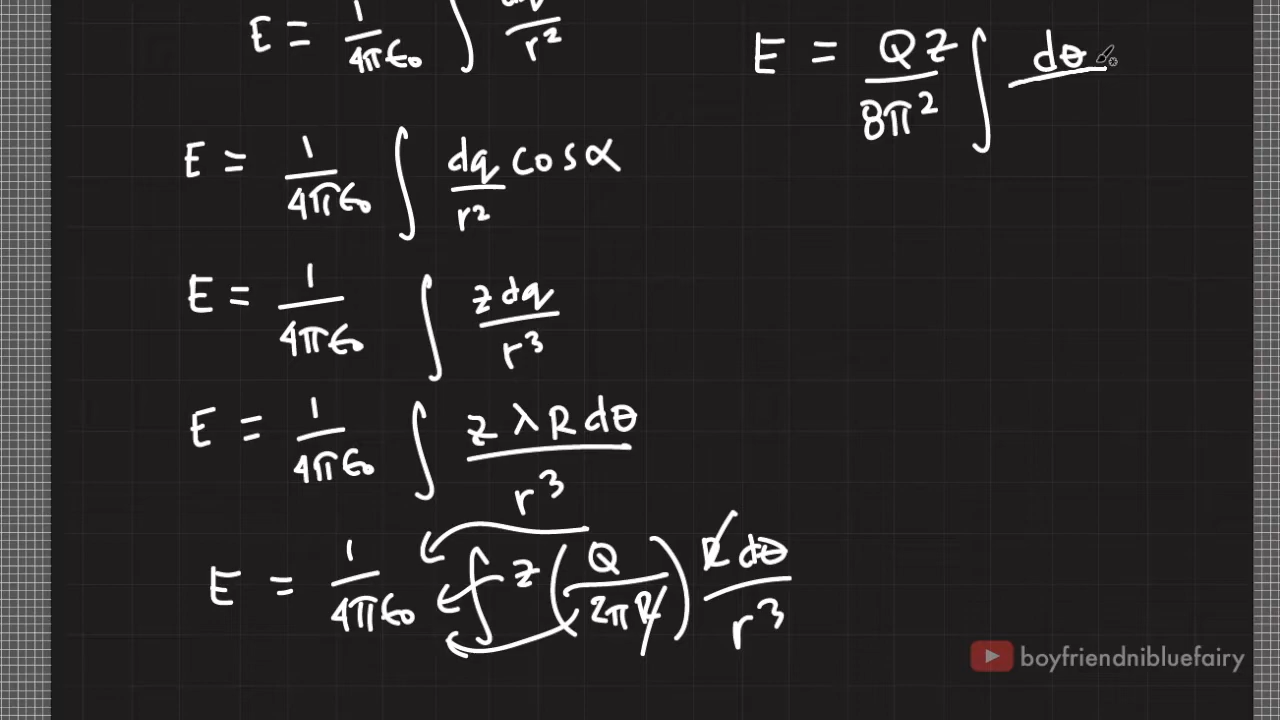 E = 1/4πϵ₀ ∫ dq/r²
E = 1/4πϵ₀ ∫ dq/r² cos α
E = 1/4πϵ₀ ∫ z dq/r³
E = 1/4πϵ₀ ∫ z λ R dθ/r³
E = 1/4πϵ₀ ∫ z (Q/2πR) R dθ/r³
E = QZ/8π² ∫ dθ
boyfriendnibluefairy